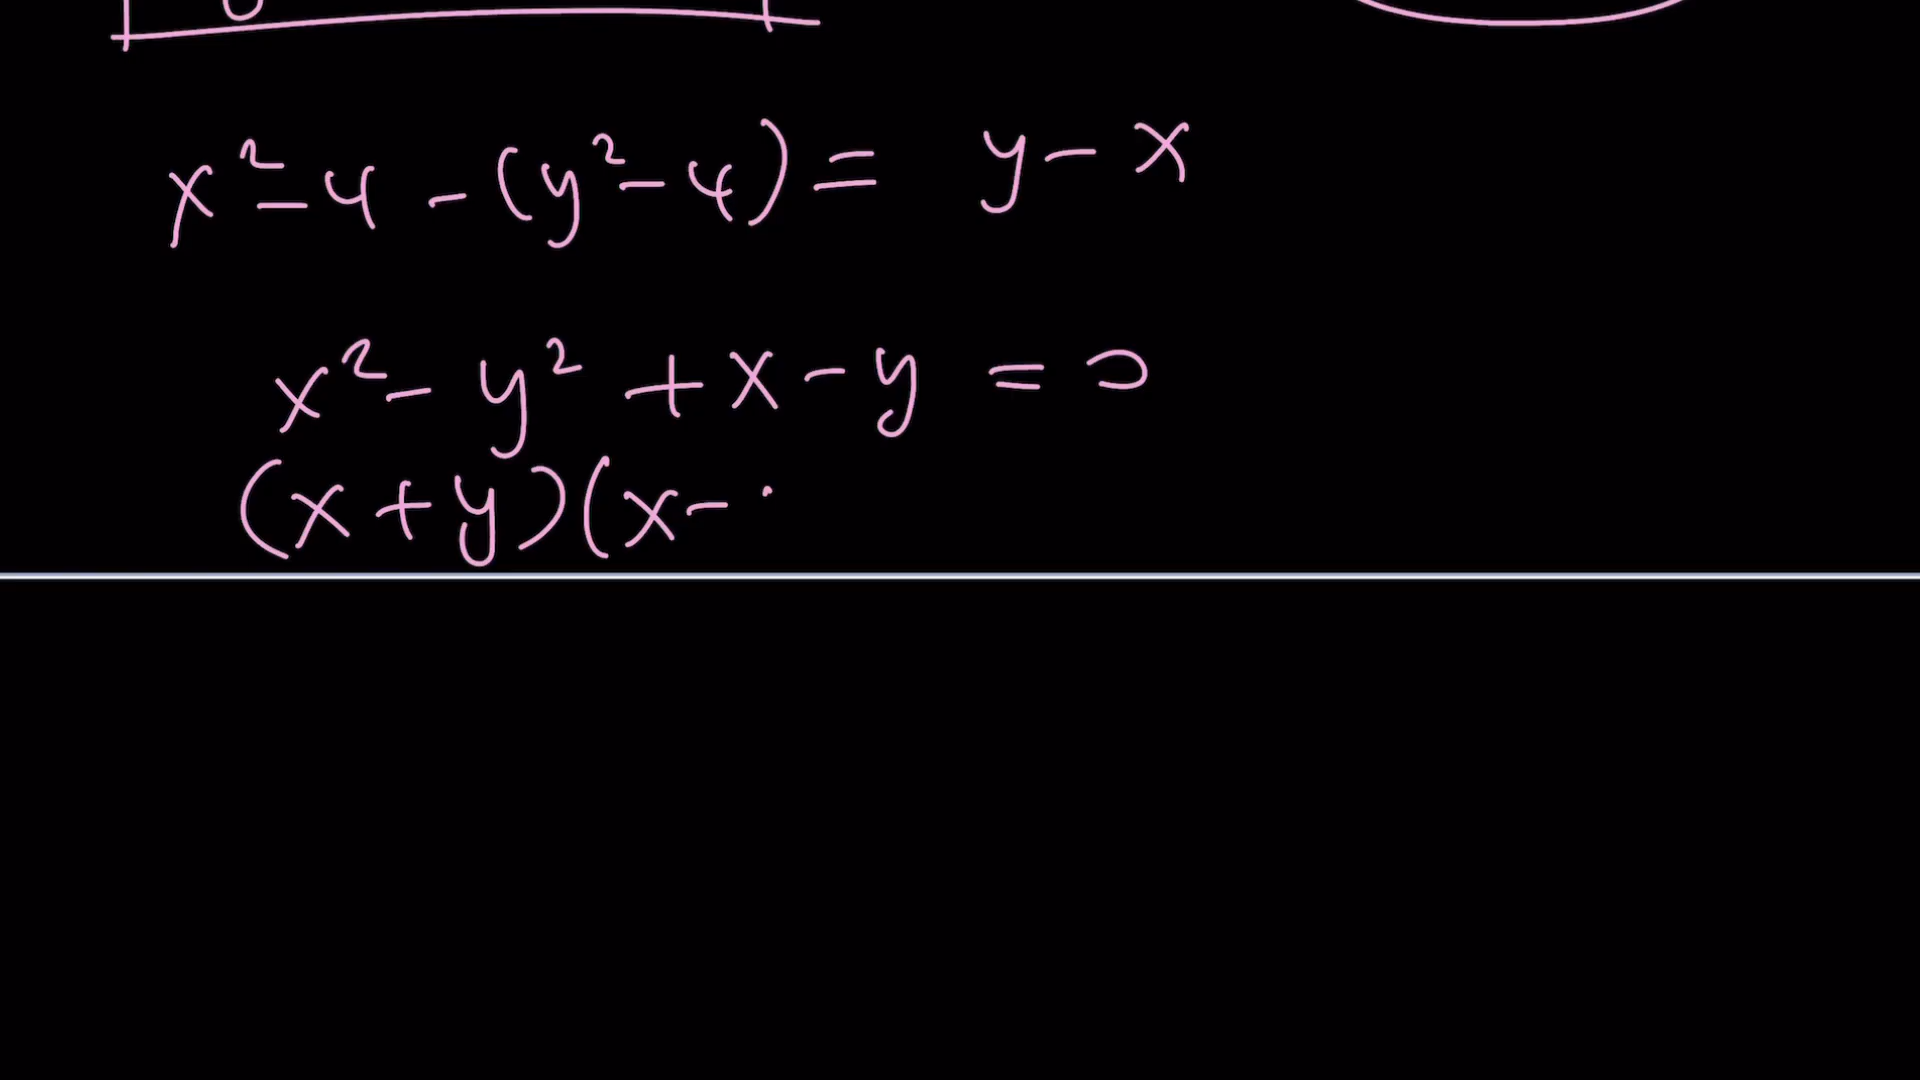 x²-4-(y²-4)= y-x
x²-y²+x-y=0
(x+y)(x-